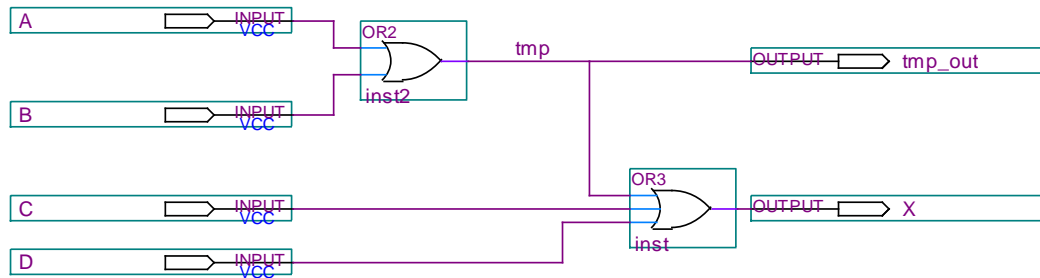 A INPUT
VCC
OR2
inst2
tmp
OUTPUT tmp_out
B INPUT
VCC
OR3
inst
C INPUT
VCC
OUTPUT X
D INPUT
VCC